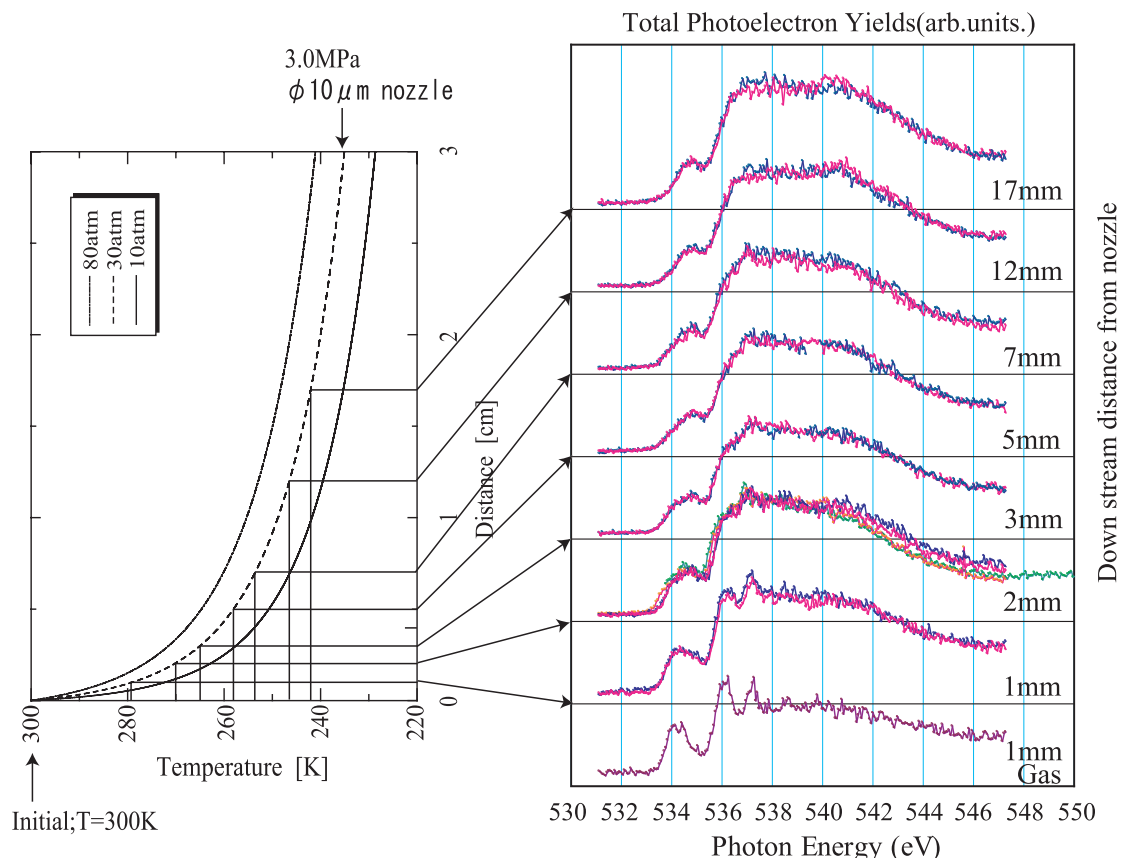 Total Photoelectron Yields(arb.units.)
3.0MPa
φ10μm nozzle
80atm
30atm
10atm
3
2
1
0
Distance [cm]
300
280
260
240
220
Temperature [K]
Initial;T=300K
17mm
12mm
7mm
5mm
3mm
2mm
1mm
1mm
Gas
Down stream distance from nozzle
530 532 534 536 538 540 542 544 546 548 550
Photon Energy (eV)